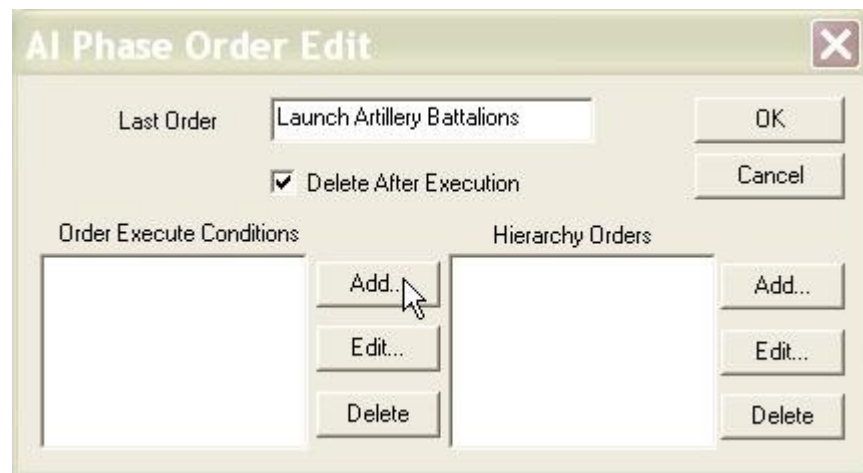 AI Phase Order Edit
Last Order
Launch Artillery Battalions
OK
Delete After Execution
Cancel
Order Execute Conditions
Hierarchy Orders
Add...
Add...
Edit...
Edit...
Delete
Delete